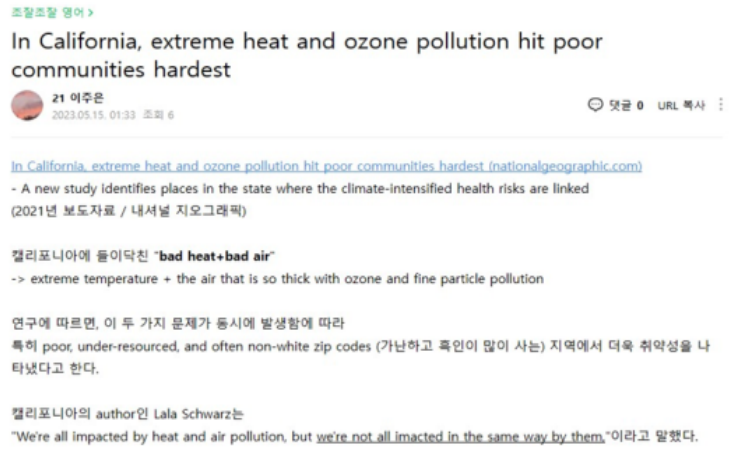 조잘조잘 영어 >
In California, extreme heat and ozone pollution hit poor
communities hardest
21 이주은
2023.05.15. 01:33 조회 6
댓글 0 URL 복사
In California, extreme heat and ozone pollution hit poor communities hardest (nationalgeographic.com)
- A new study identifies places in the state where the climate-intensified health risks are linked
(2021년 보도자료 / 내셔널 지오그래픽)
캘리포니아에 들이닥친 "bad heat+bad air"
-> extreme temperature + the air that is so thick with ozone and fine particle pollution
연구에 따르면, 이 두 가지 문제가 동시에 발생함에 따라
특히 poor, under-resourced, and often non-white zip codes (가난하고 흑인이 많이 사는) 지역에서 더욱 취약성을 나
타냈다고 한다.
캘리포니아의 author인 Lala Schwarz는
"We're all impacted by heat and air pollution, but we're not all imacted in the same way by them."이라고 말했다.